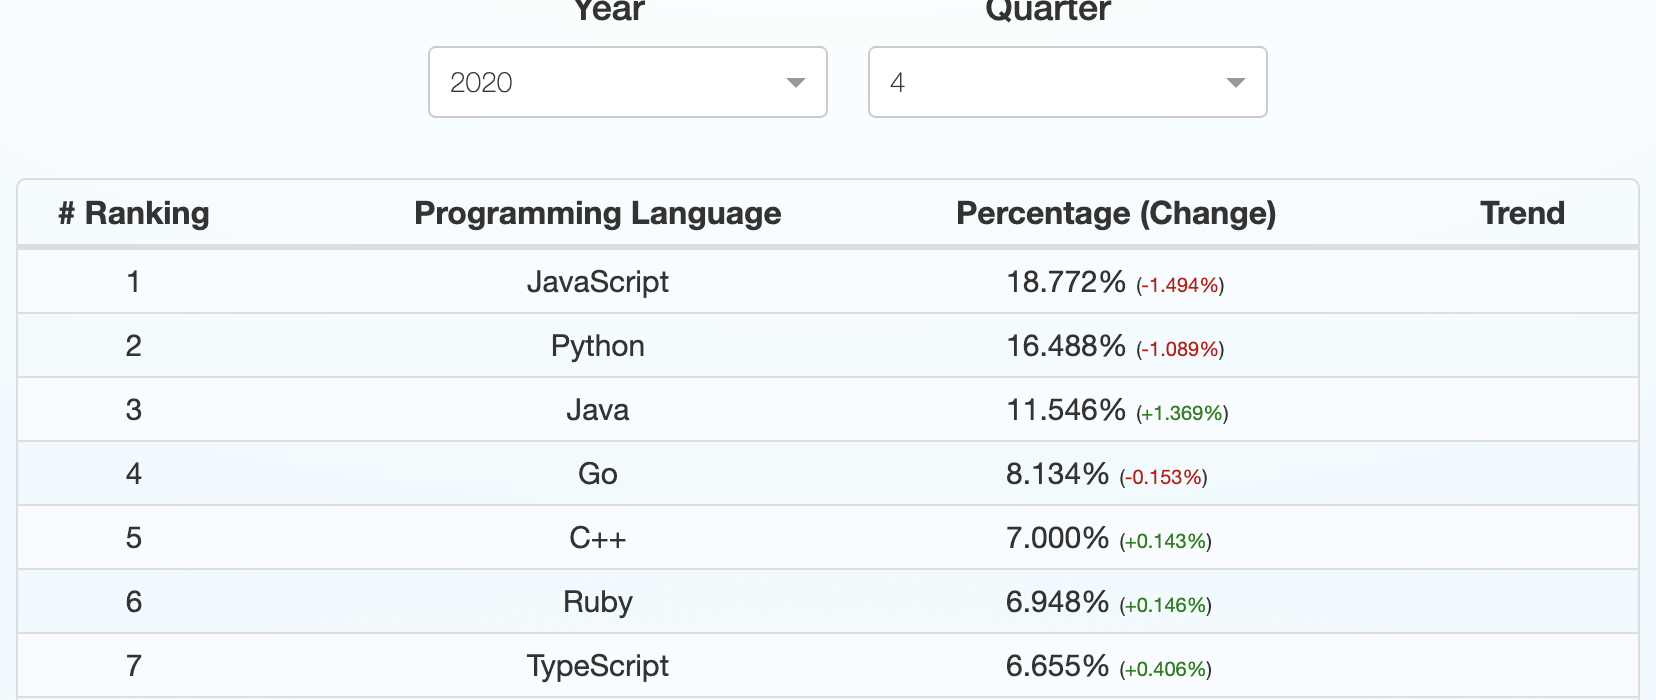 Year Quarter
2020 4
# Ranking Programming Language Percentage (Change) Trend
1 JavaScript 18.772% (-1.494%)
2 Python 16.488% (-1.089%)
3 Java 11.546% (+1.369%)
4 Go 8.134% (-0.153%)
5 C++ 7.000% (+0.143%)
6 Ruby 6.948% (+0.146%)
7 TypeScript 6.655% (+0.406%)